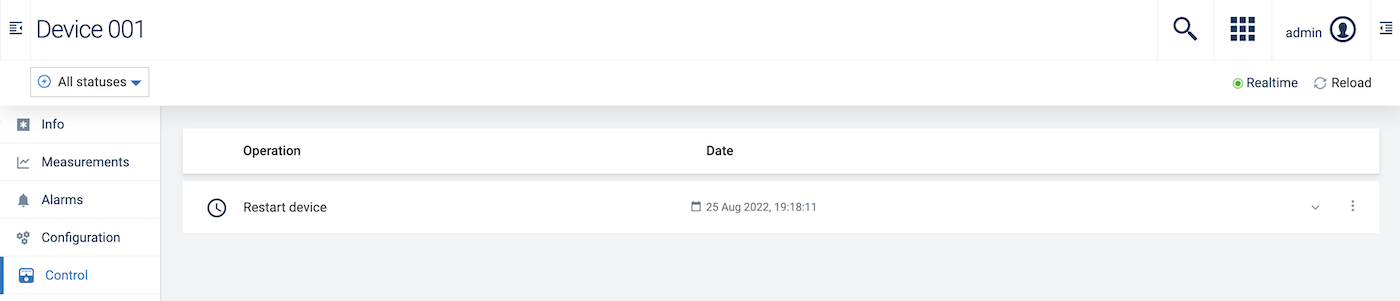 Device 001
admin
All statuses
Realtime
Reload
Info
Measurements
Alarms
Configuration
Control
Operation Date
Restart device 25 Aug 2022, 19:18:11